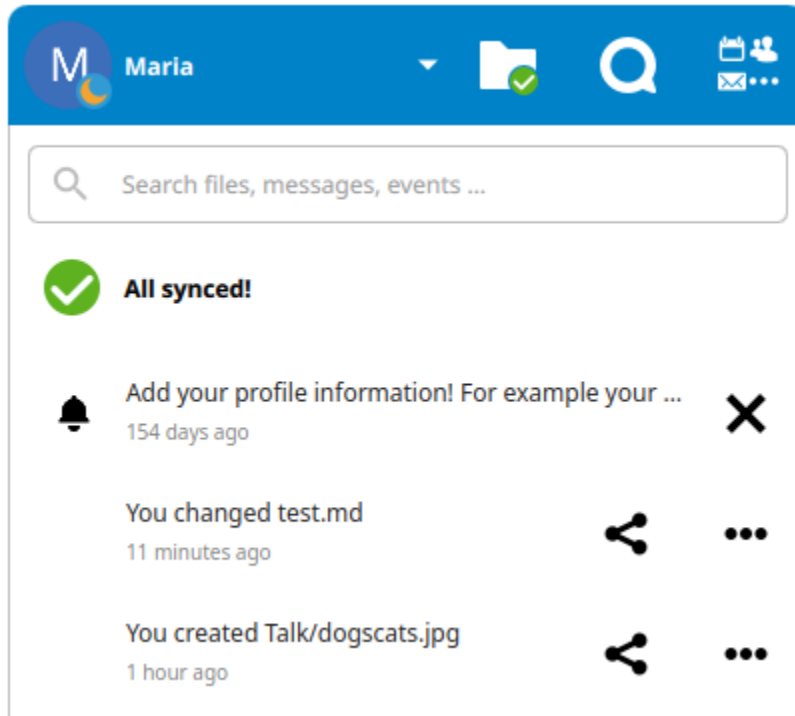 M
Maria
Search files, messages, events ...
All synced!
Add your profile information! For example your ...
154 days ago
You changed test.md
11 minutes ago
You created Talk/dogscats.jpg
1 hour ago